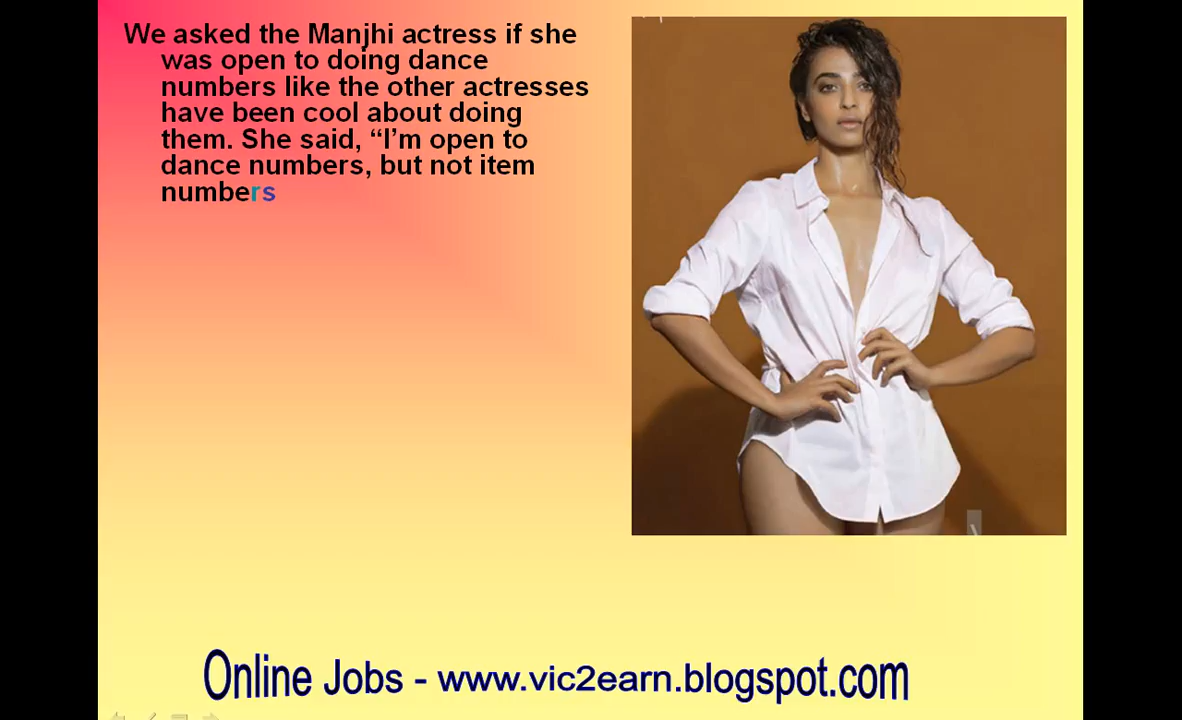 We asked the Manjhi actress if she
was open to doing dance
numbers like the other actresses
have been cool about doing
them. She said, “I’m open to
dance numbers, but not item
numbers
Online Jobs - www.vic2earn.blogspot.com